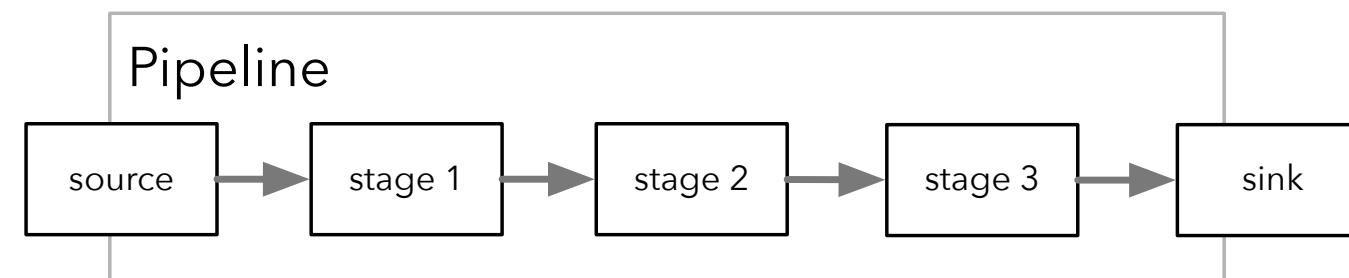 Pipeline
source
stage 1
stage 2
stage 3
sink